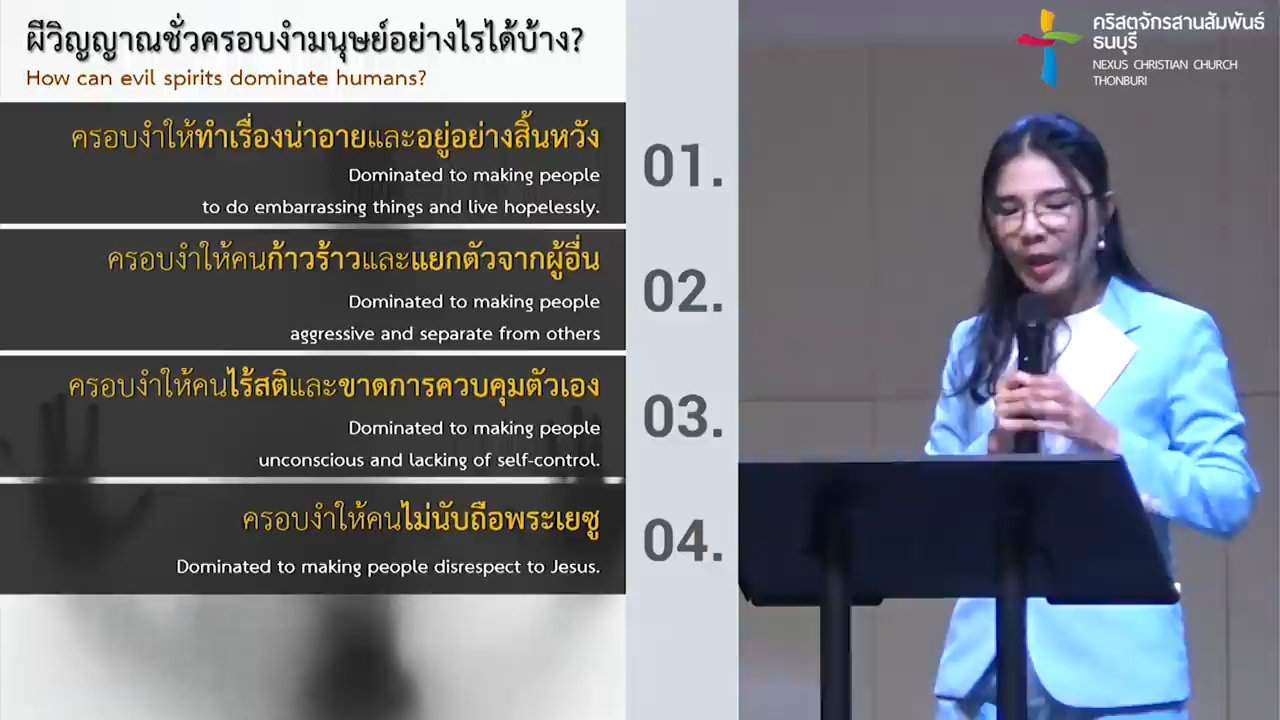 ผีวิญญาณชั่วครอบงำมนุษย์อย่างไรได้บ้าง?
How can evil spirits dominate humans?
ครอบงำให้ทำเรื่องน่าอายและอยู่อย่างสิ้นหวัง
Dominated to making people
to do embarrassing things and live hopelessly.
01.
ครอบงำให้คนก้าวร้าวและแยกตัวจากผู้อื่น
Dominated to making people
aggressive and separate from others
02.
ครอบงำให้คนไร้สติและขาดการควบคุมตัวเอง
Dominated to making people
unconscious and lacking of self-control.
03.
ครอบงำให้คนไม่นับถือพระเยซู
Dominated to making people disrespect to Jesus.
04.
คริสตจักรสานสัมพันธ์
ธนบุรี
NEXUS CHRISTIAN CHURCH
THONBURI